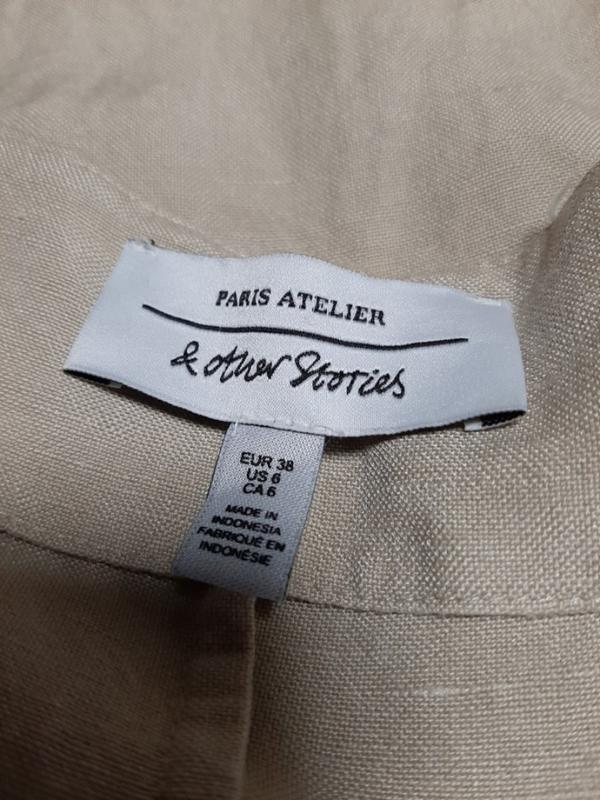 PARIS ATELIER
& other Stories
EUR 38
US 6
CA 6
MADE IN
INDONESIA
FABRIQUÉ EN
INDONÉSIE